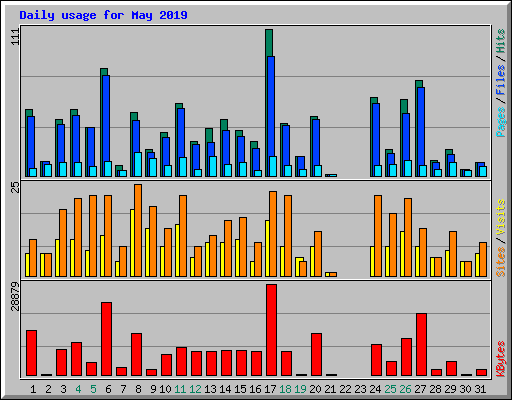 Daily usage for May 2019
111
Pages / Files / Hits
25
Sites / Visits
28879
KBytes
1 2 3 4 5 6 7 8 9 10 11 12 13 14 15 16 17 18 19 20 21 22 23 24 25 26 27 28 29 30 31